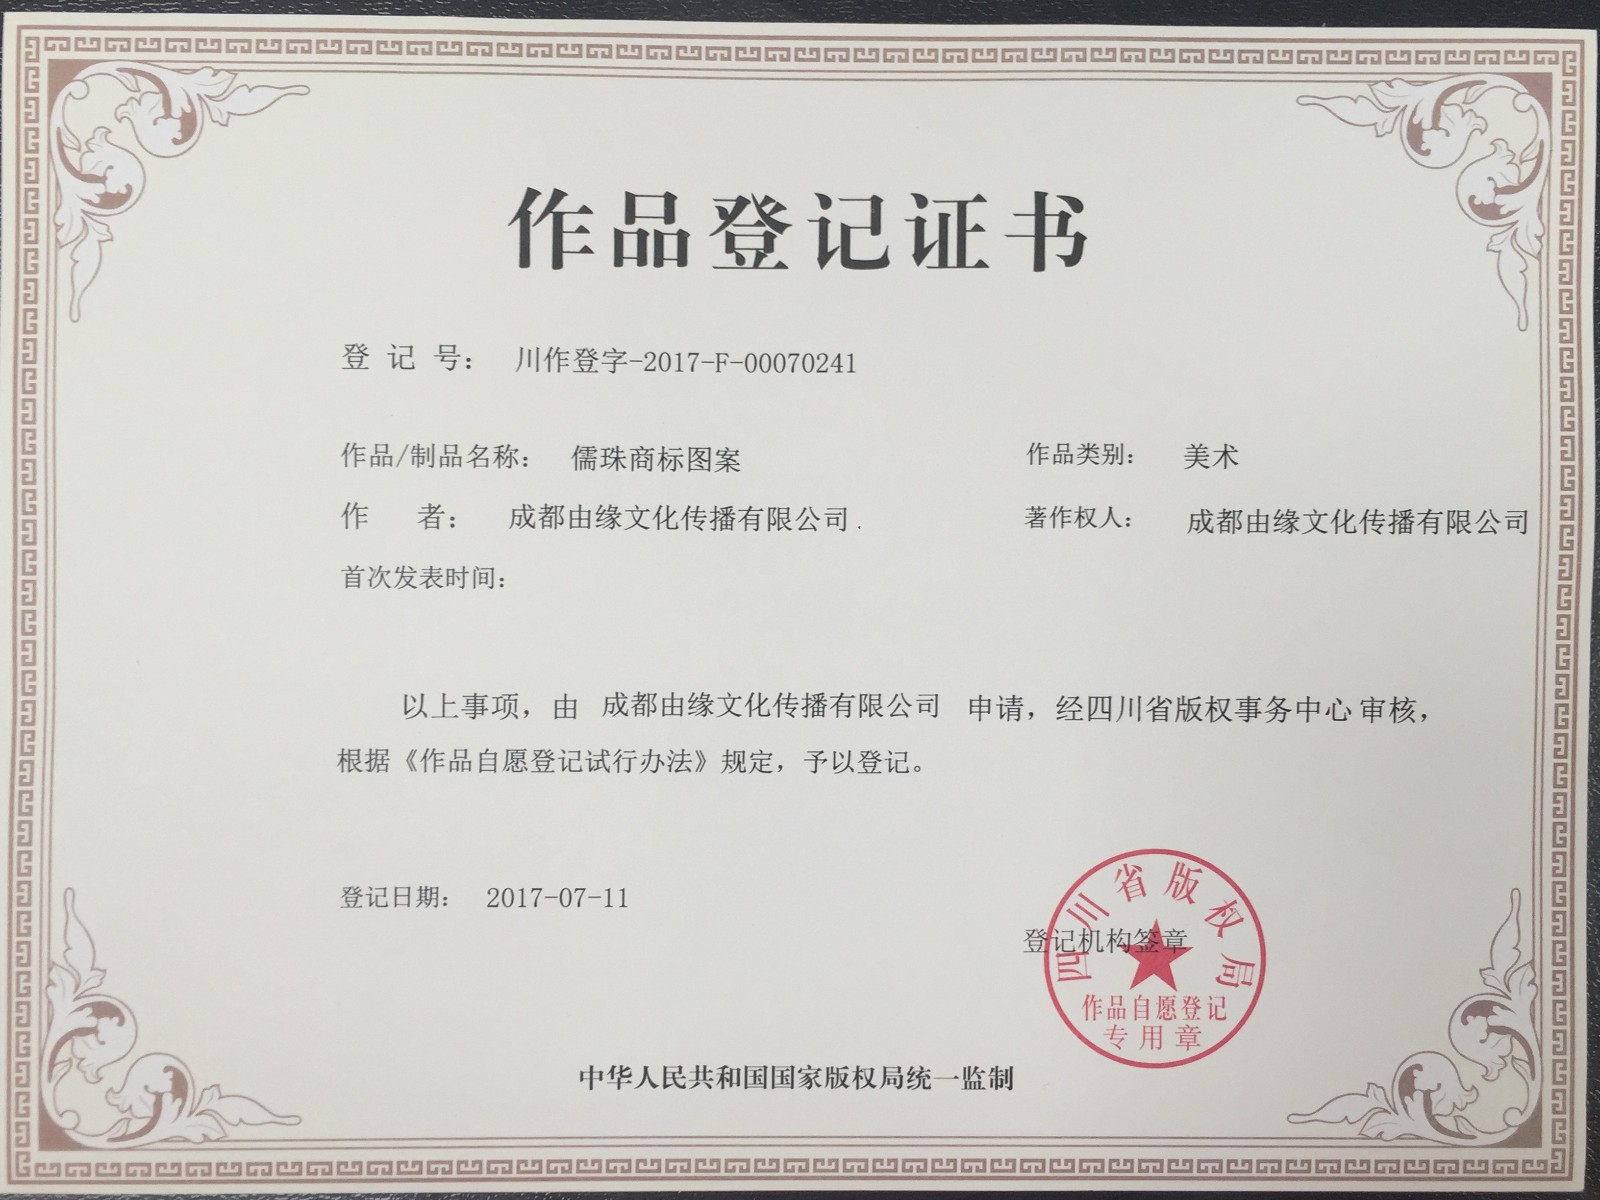 作品登记证书
登 记 号： 川作登字-2017-F-00070241
作品/制品名称： 儒珠商标图案 作品类别： 美术
作 者： 成都由缘文化传播有限公司. 著作权人： 成都由缘文化传播有限公司
首次发表时间：
以上事项，由 成都由缘文化传播有限公司 申请，经四川省版权事务中心 审核，
根据《作品自愿登记试行办法》规定，予以登记。
登记日期： 2017-07-11
登记机构签章
四川省版权局
作品自愿登记
专用章
中华人民共和国国家版权局统一监制